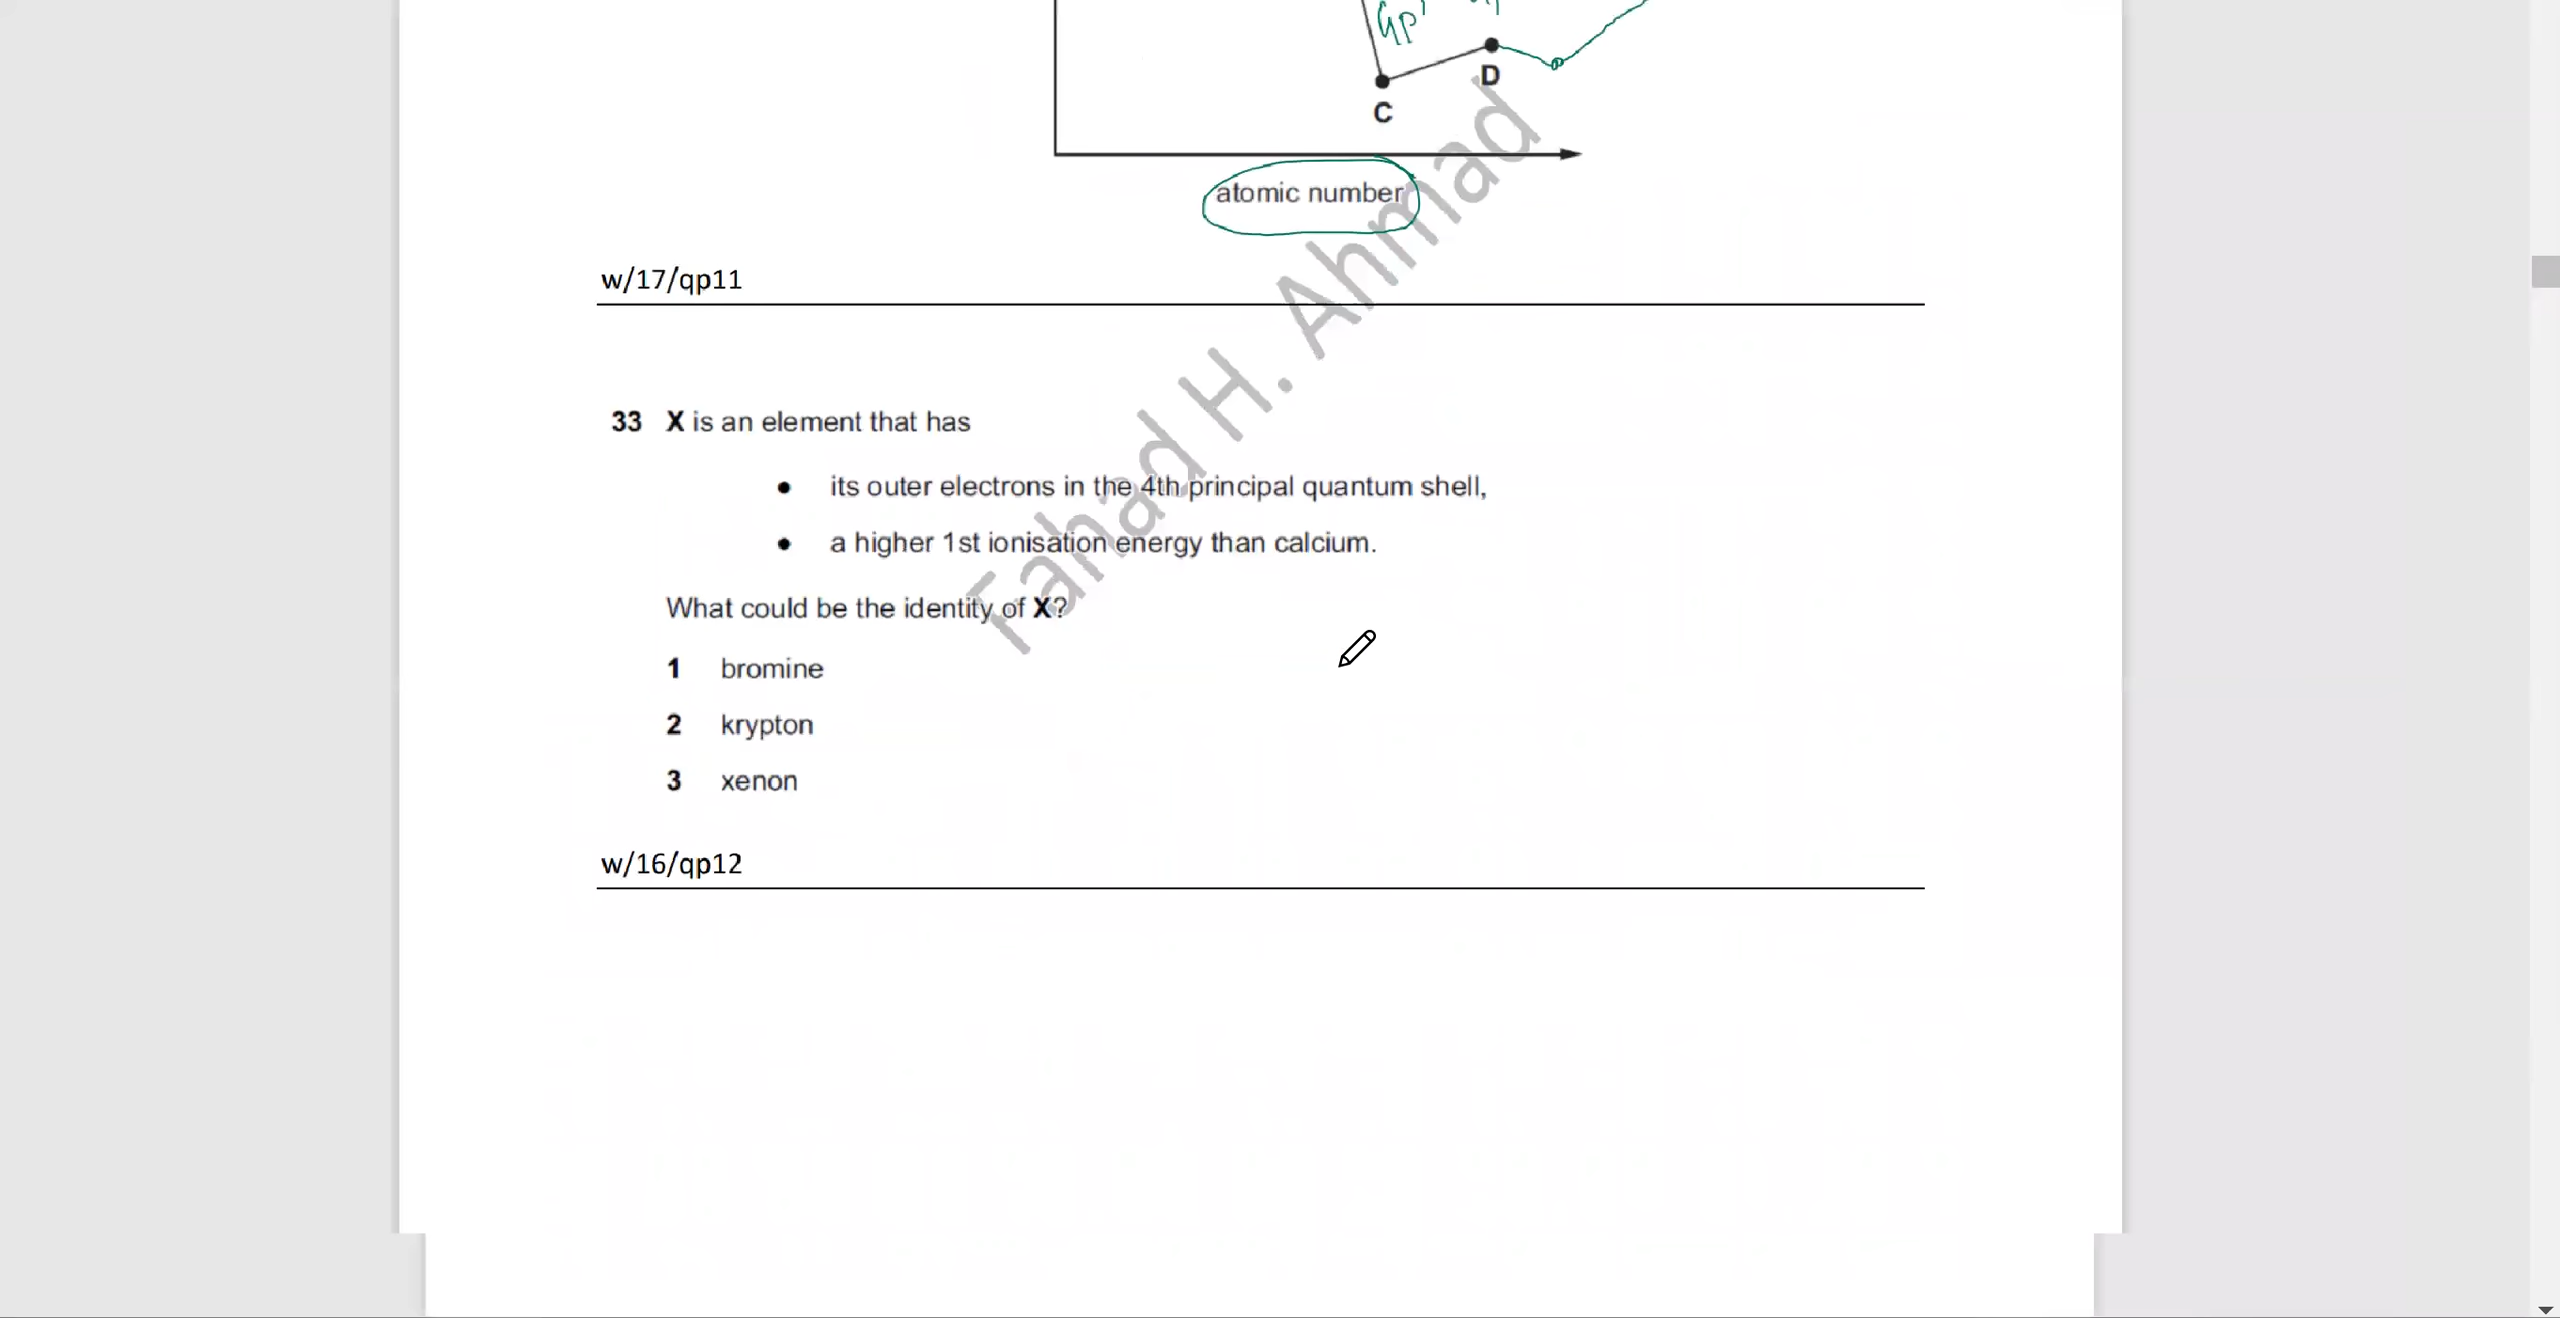 4p¹
D
C
atomic number
w/17/qp11
Fahad H. Ahmad
33 X is an element that has
• its outer electrons in the 4th principal quantum shell,
• a higher 1st ionisation energy than calcium.
What could be the identity of X?
1 bromine
2 krypton
3 xenon
w/16/qp12